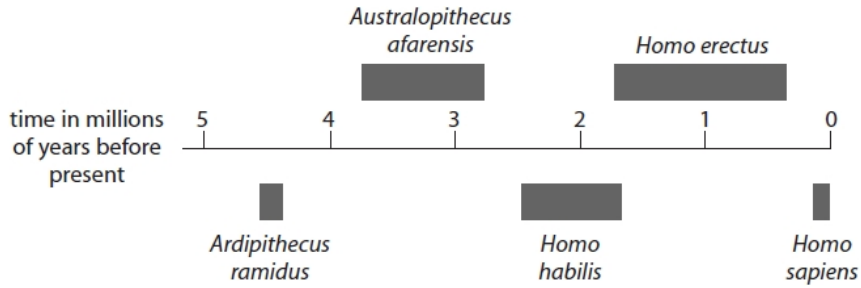 Australopithecus
afarensis
Homo erectus
time in millions
of years before
present
5 4 3 2 1 0
Ardipithecus
ramidus
Homo
habilis
Homo
sapiens